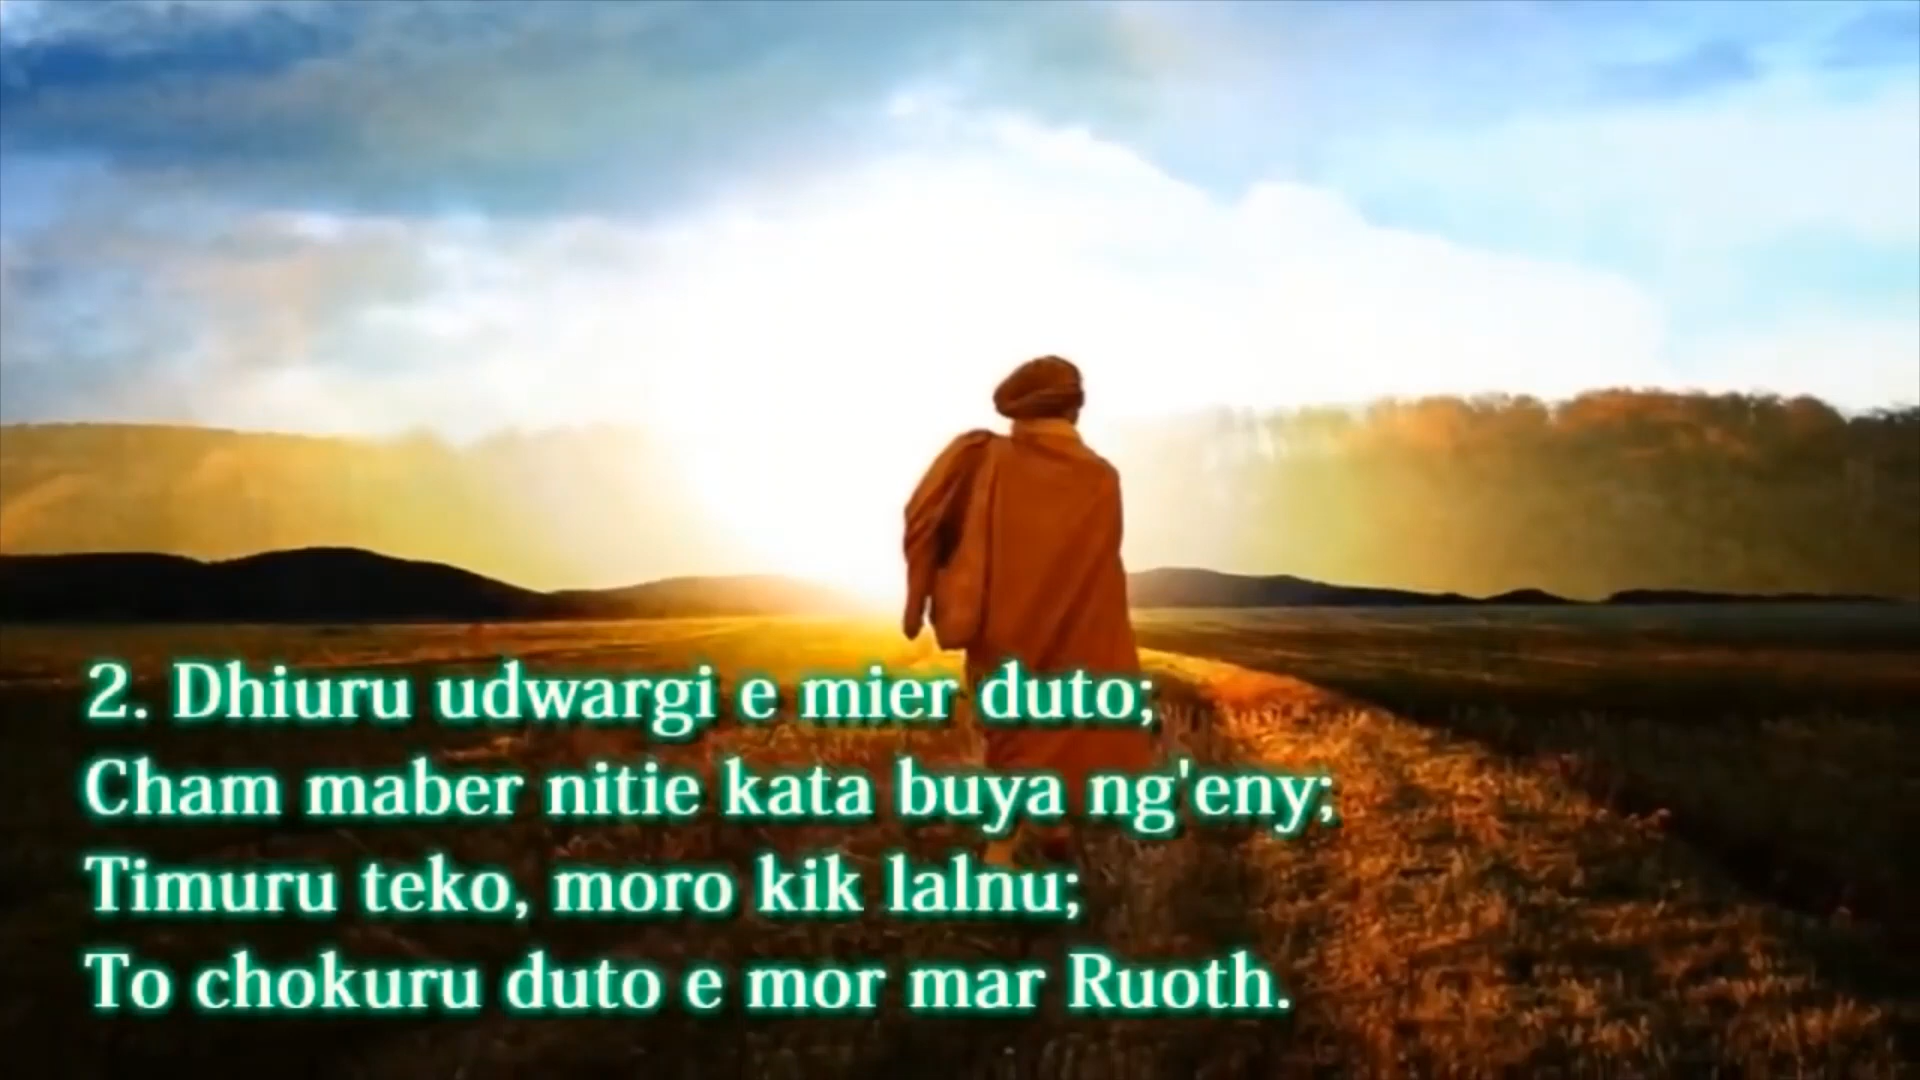 2. Dhiuru udwargi e mier duto;
Cham maber nitie kata buya ng'eny;
Timuru teko, moro kik lalnu;
To chokuru duto e mor mar Ruoth.